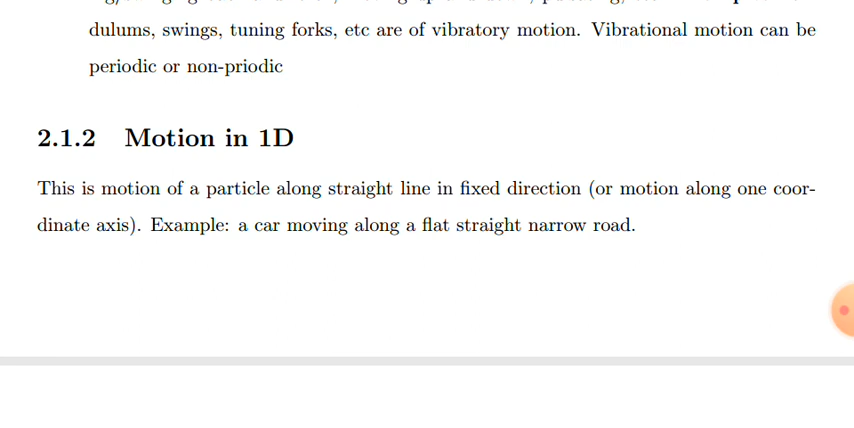 dulums, swings, tuning forks, etc are of vibratory motion. Vibrational motion can be
periodic or non-priodic
2.1.2 Motion in 1D
This is motion of a particle along straight line in fixed direction (or motion along one coor-
dinate axis). Example: a car moving along a flat straight narrow road.